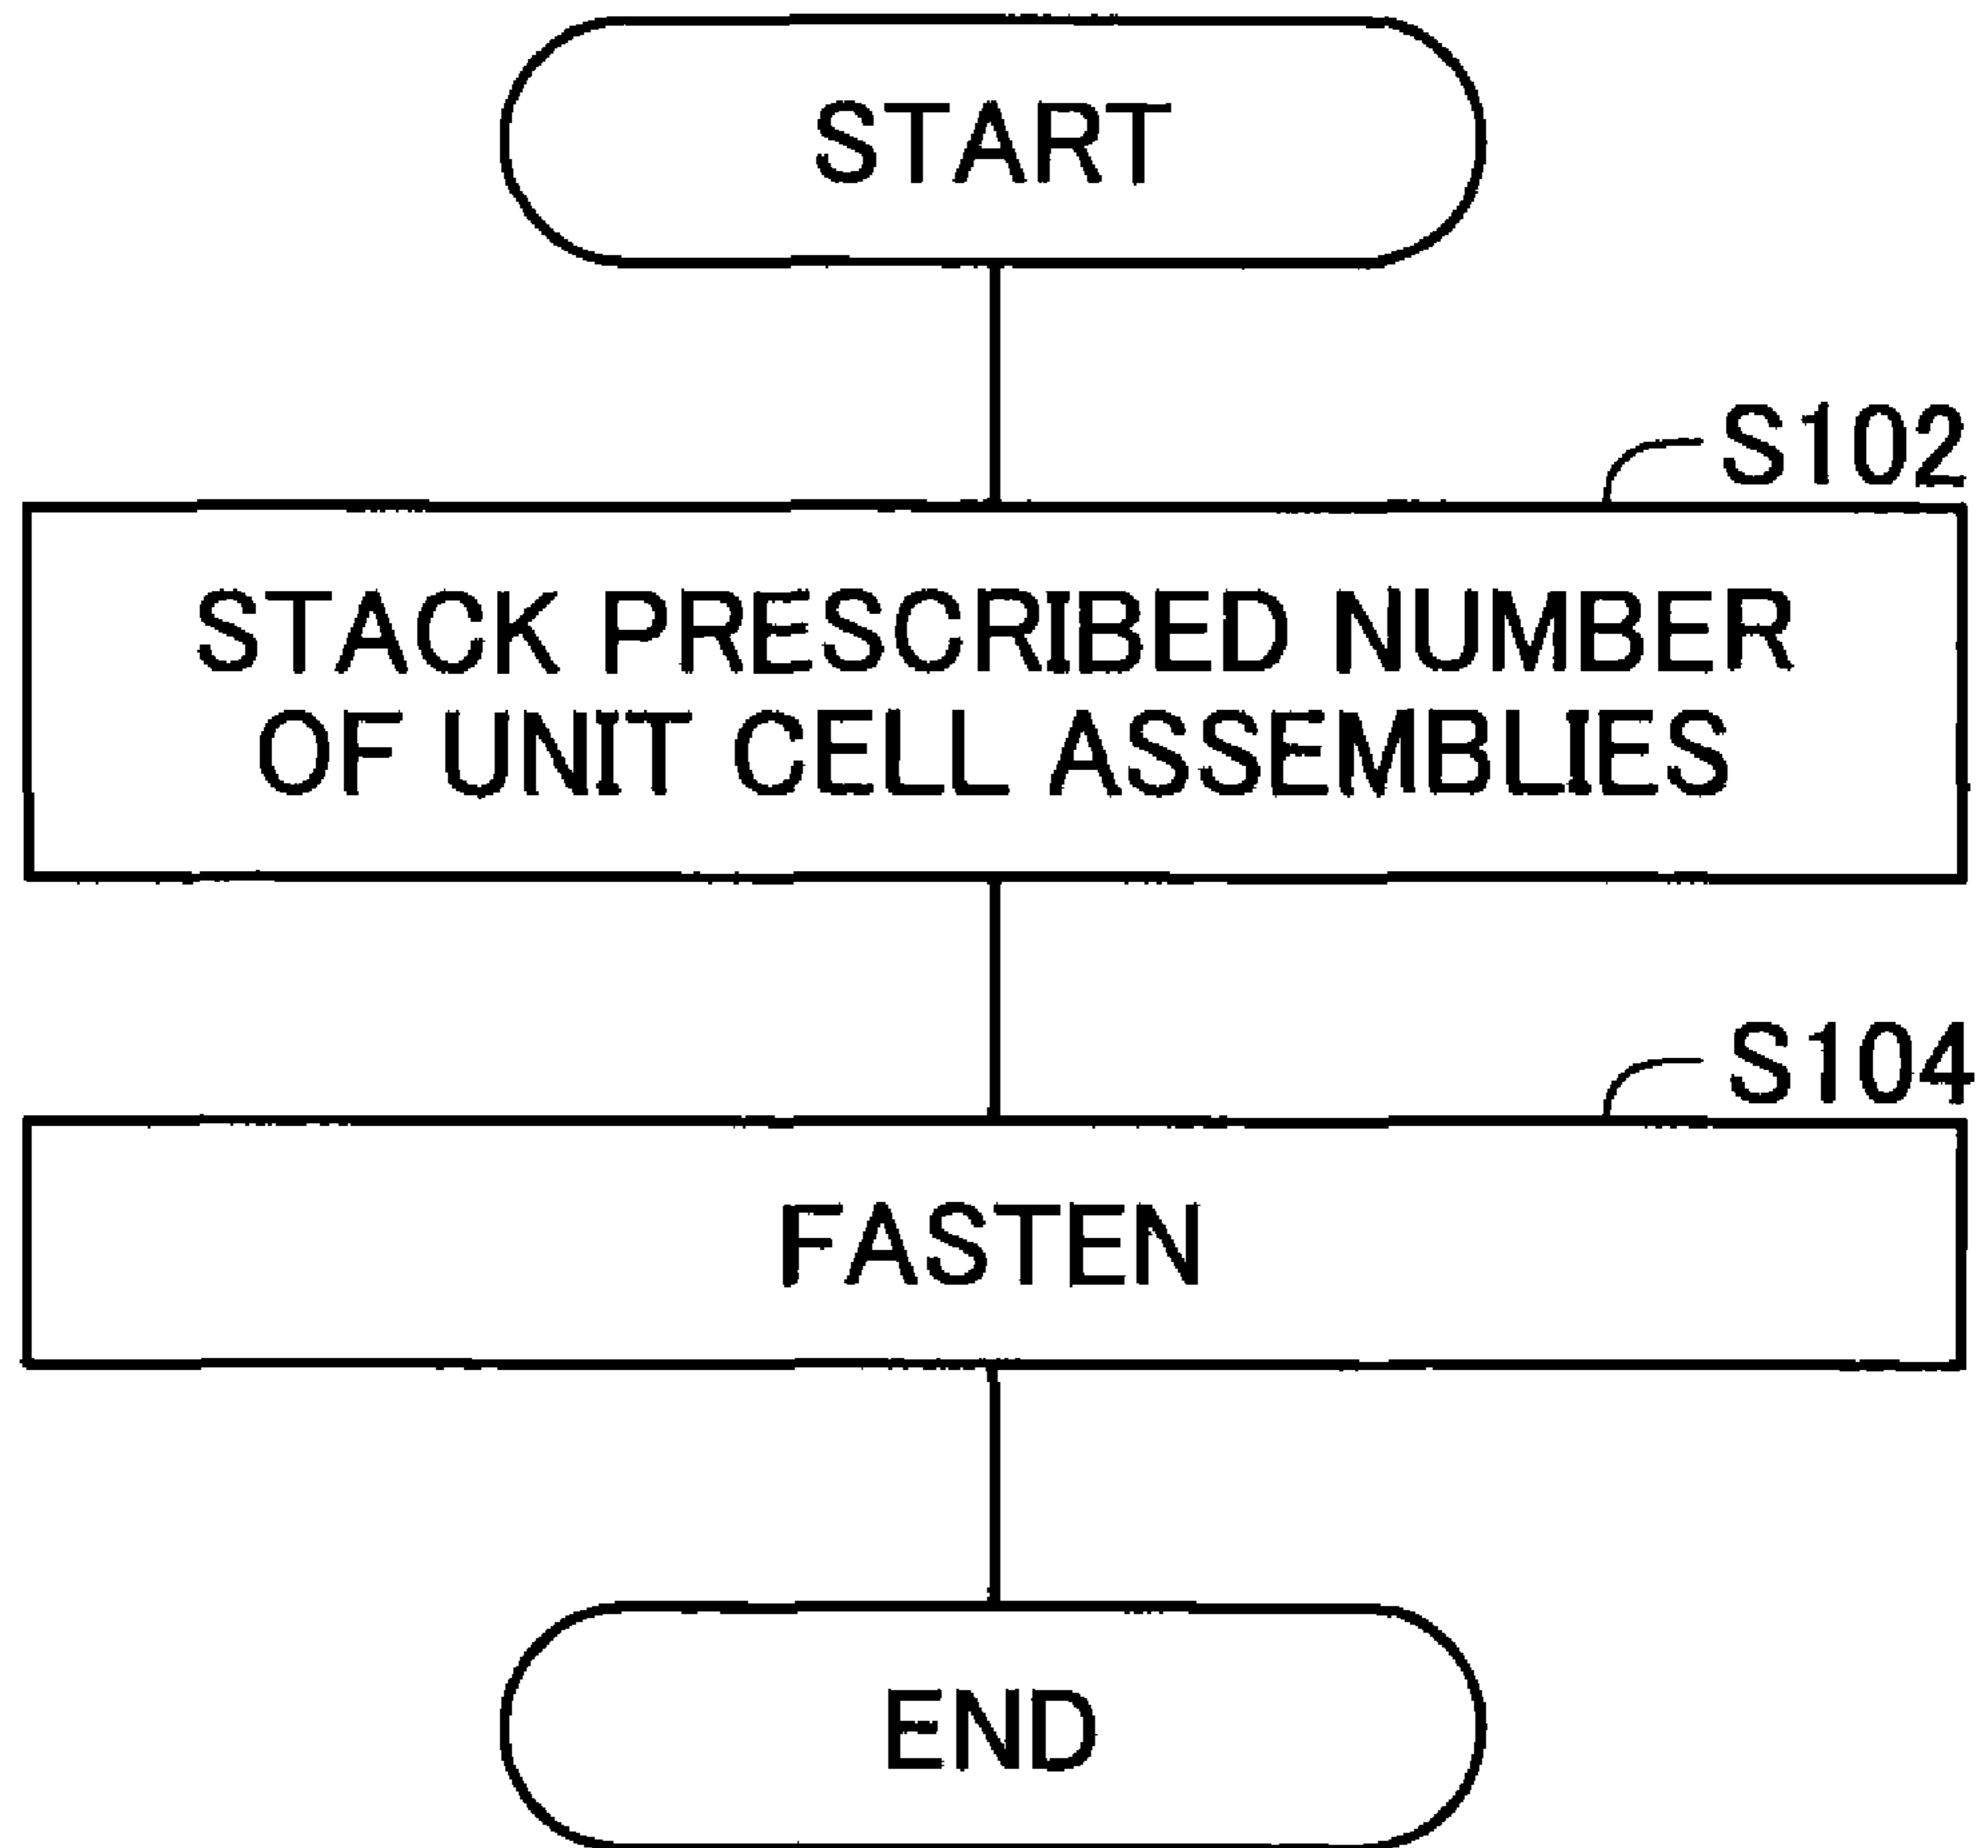 START
S102
STACK PRESCRIBED NUMBER
OF UNIT CELL ASSEMBLIES
S104
FASTEN
END